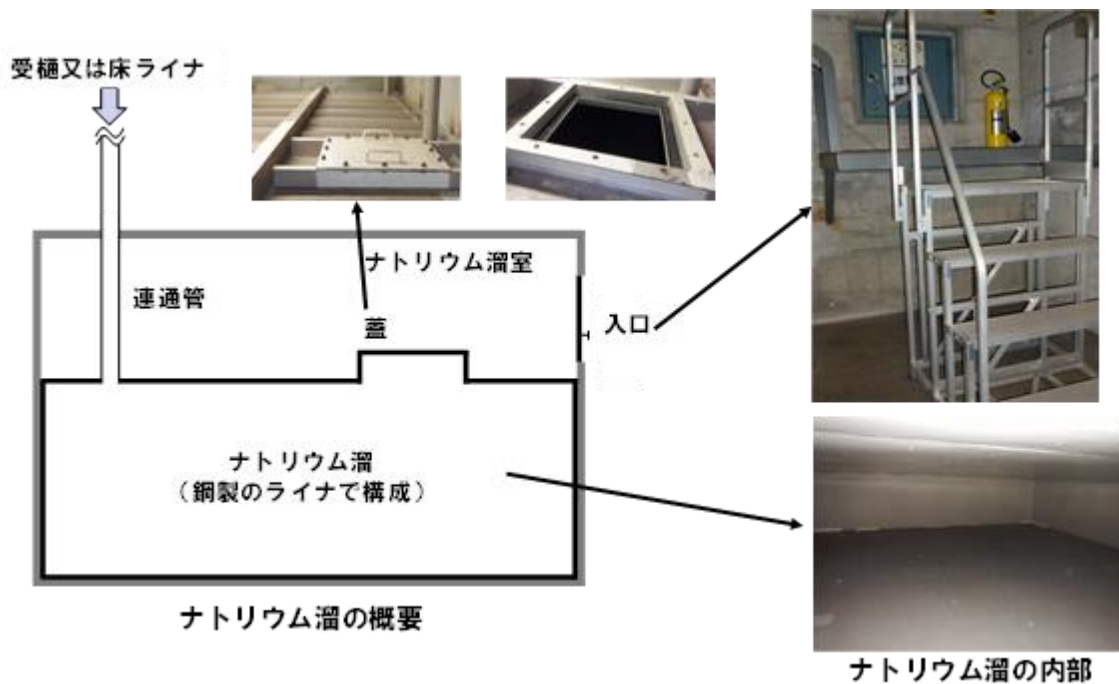 受樋又は床ライナ
ナトリウム溜室
連通管
蓋
入口
ナトリウム溜
（鋼製のライナで構成）
ナトリウム溜の概要
ナトリウム溜の内部